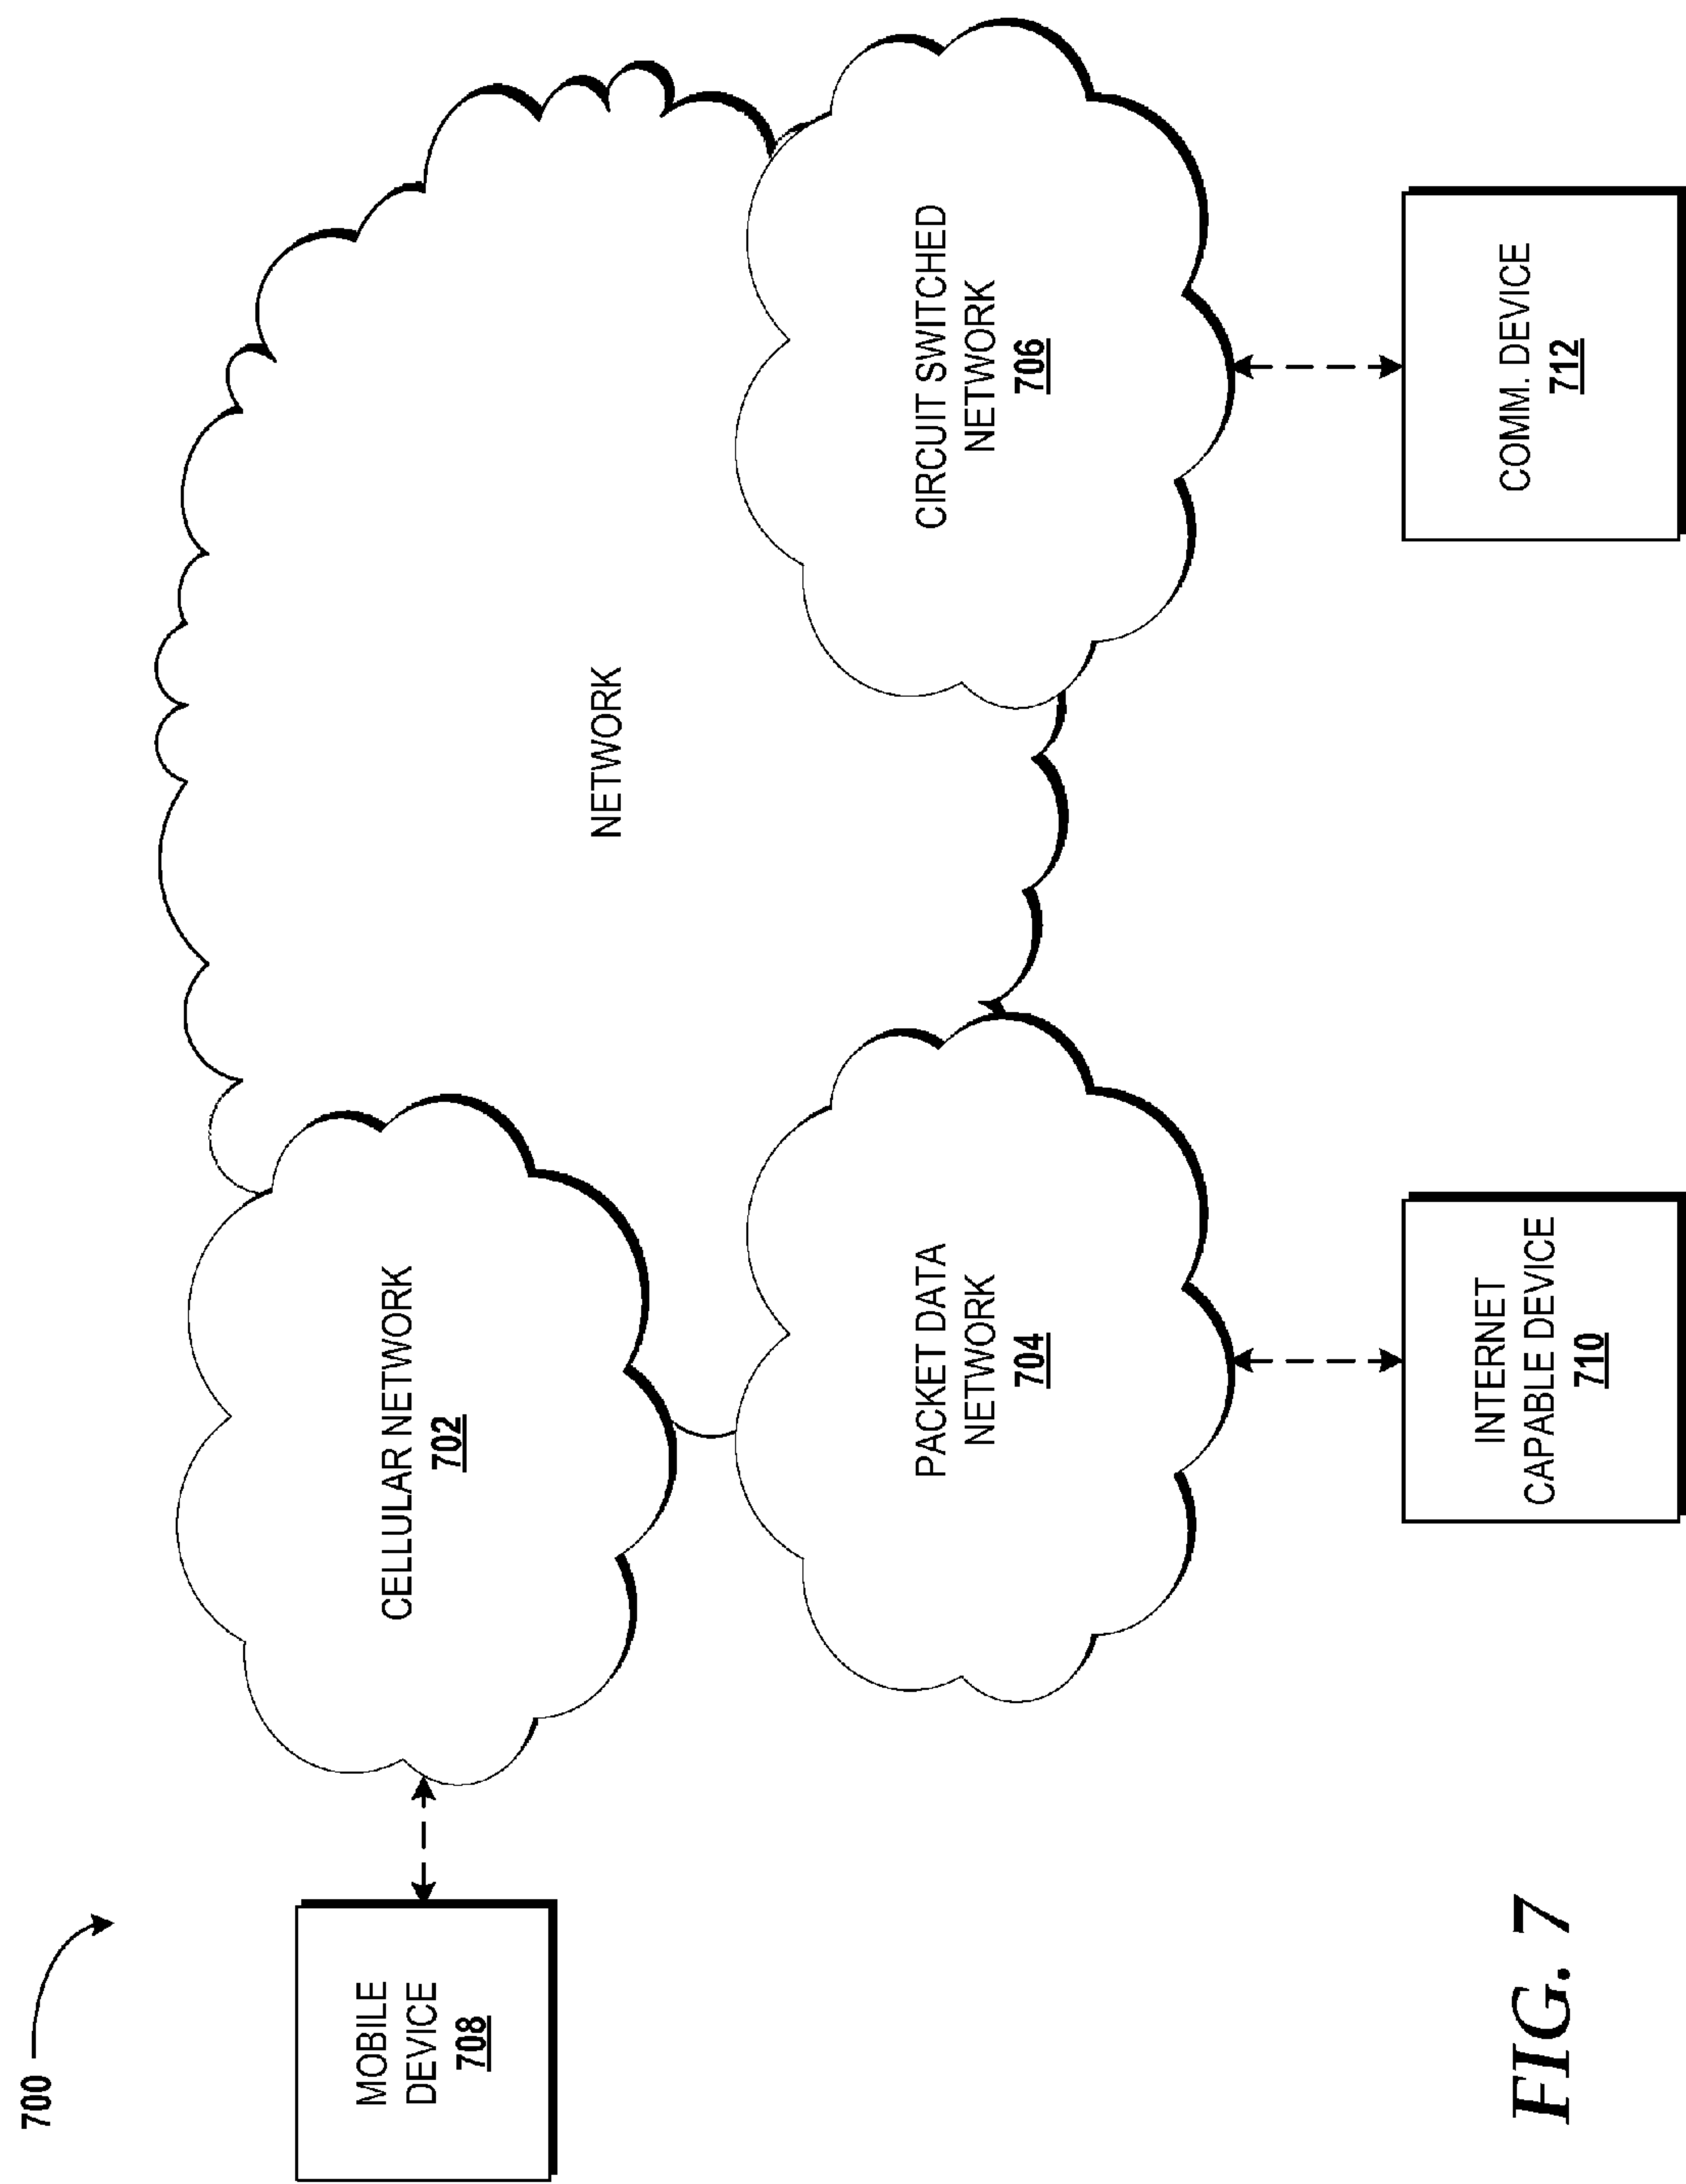 700
MOBILE
DEVICE
708
CELLULAR NETWORK
702
NETWORK
PACKET DATA
NETWORK
704
CIRCUIT SWITCHED
NETWORK
706
INTERNET
CAPABLE DEVICE
710
COMM. DEVICE
712
FIG. 7